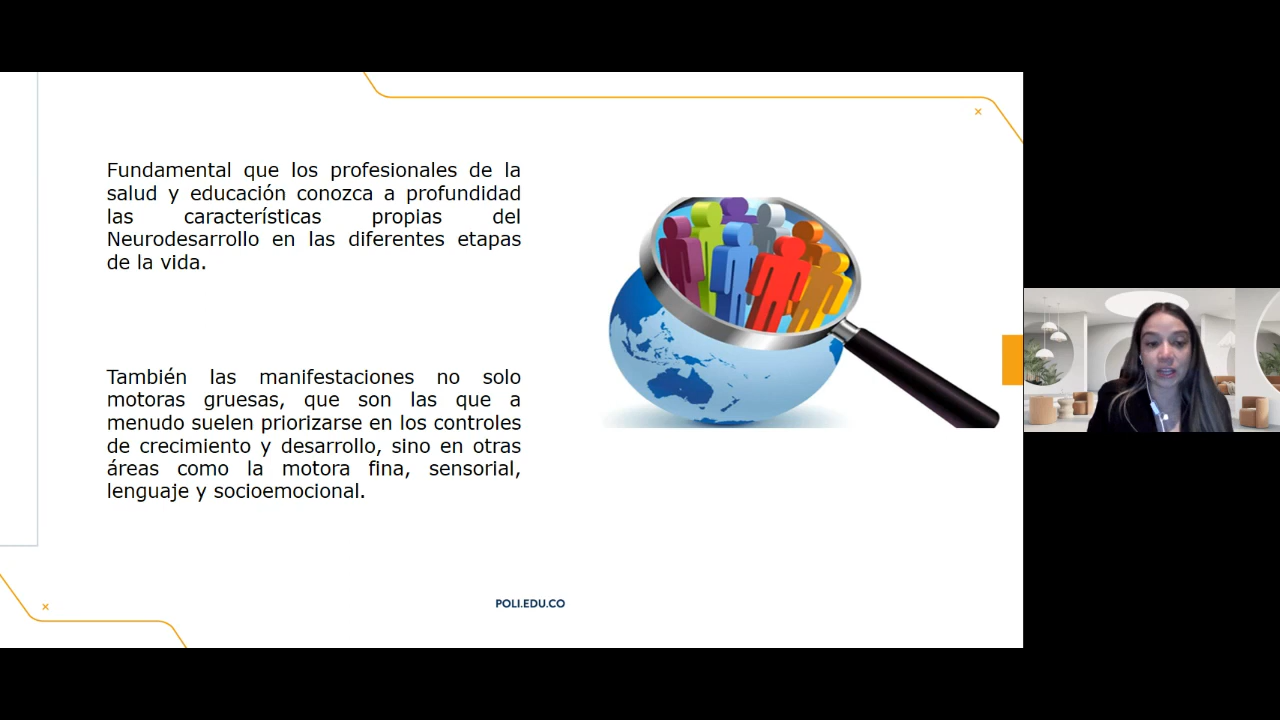 Fundamental que los profesionales de la
salud y educación conozca a profundidad
las características propias del
Neurodesarrollo en las diferentes etapas
de la vida.
También las manifestaciones no solo
motoras gruesas, que son las que a
menudo suelen priorizarse en los controles
de crecimiento y desarrollo, sino en otras
áreas como la motora fina, sensorial,
lenguaje y socioemocional.
POLI.EDU.CO